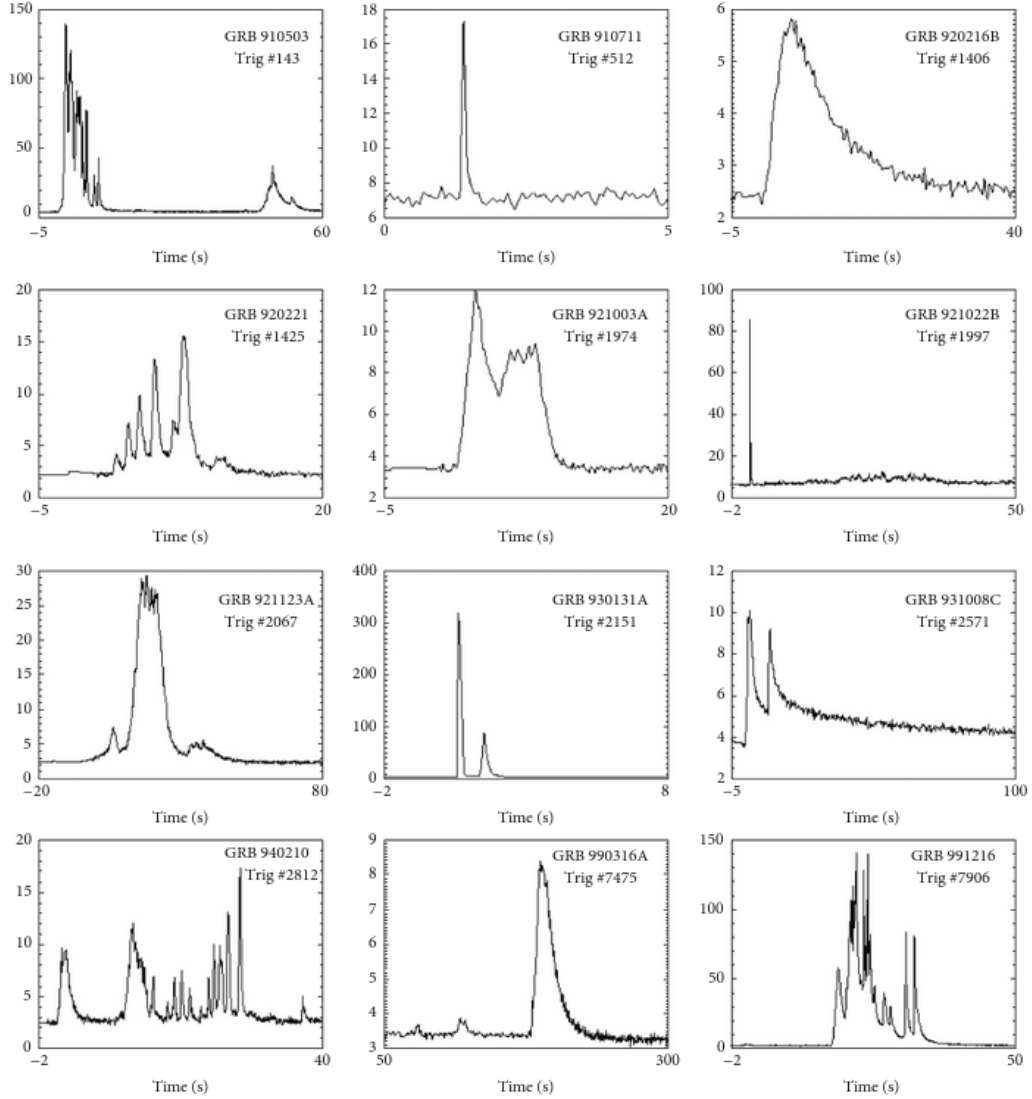 150
100
50
0
−5
60
Time (s)
GRB 910503
Trig #143
18
16
14
12
10
8
6
0
5
Time (s)
GRB 910711
Trig #512
6
5
4
3
2
−5
40
Time (s)
GRB 920216B
Trig #1406
20
15
10
5
0
−5
20
Time (s)
GRB 920221
Trig #1425
12
10
8
6
4
2
−5
20
Time (s)
GRB 921003A
Trig #1974
100
80
60
40
20
0
−2
50
Time (s)
GRB 921022B
Trig #1997
30
25
20
15
10
5
0
−20
80
Time (s)
GRB 921123A
Trig #2067
400
300
200
100
0
−2
8
Time (s)
GRB 930131A
Trig #2151
12
10
8
6
4
2
−5
100
Time (s)
GRB 931008C
Trig #2571
20
15
10
5
0
−2
40
Time (s)
GRB 940210
Trig #2812
9
8
7
6
5
4
3
50
300
Time (s)
GRB 990316A
Trig #7475
150
100
50
0
−2
50
Time (s)
GRB 991216
Trig #7906